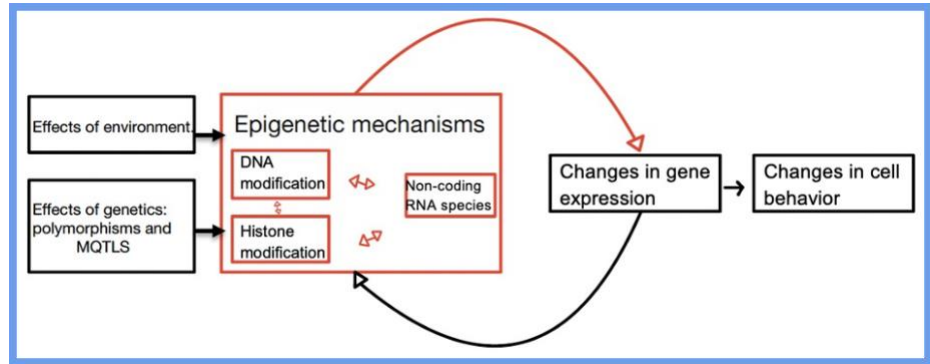 Effects of environment.
Effects of genetics:
polymorphisms and
MQTLS
Epigenetic mechanisms
DNA
modification
Histone
modification
Non-coding
RNA species
Changes in gene
expression
Changes in cell
behavior